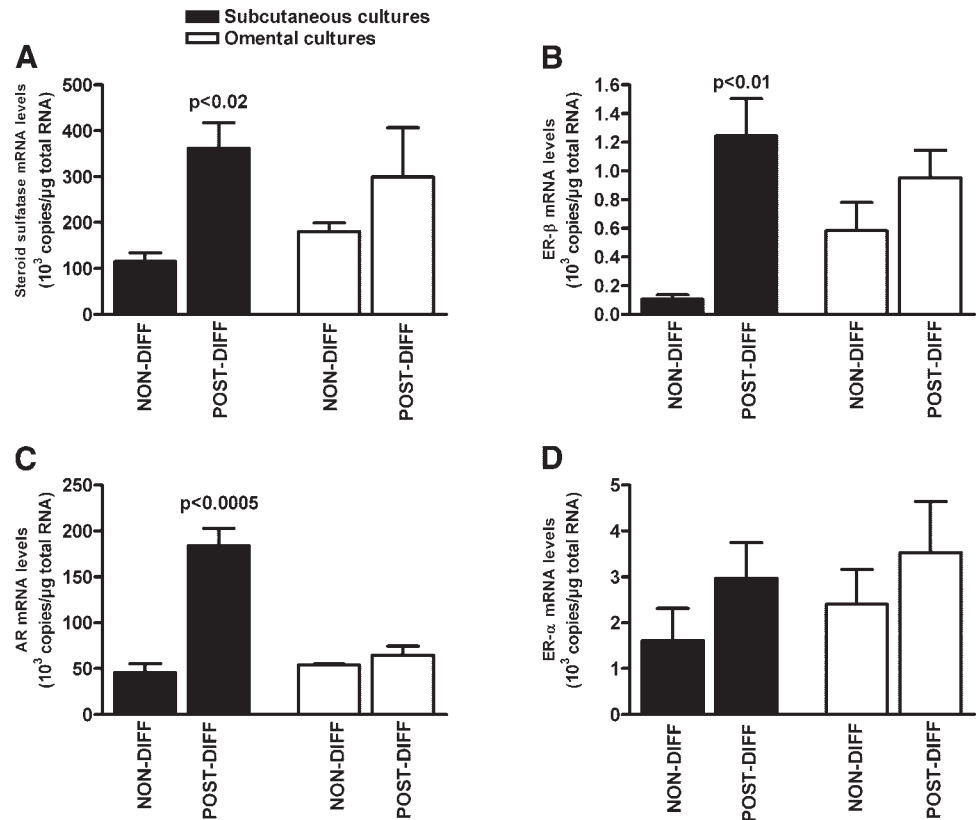 Subcutaneous cultures
Omental cultures
A
Steroid sulfatase mRNA levels
(10³ copies/µg total RNA)
500
400
300
200
100
0
p<0.02
NON-DIFF
POST-DIFF
NON-DIFF
POST-DIFF
B
ER-β mRNA levels
(10³ copies/µg total RNA)
1.6
1.4
1.2
1.0
0.8
0.6
0.4
0.2
0.0
p<0.01
NON-DIFF
POST-DIFF
NON-DIFF
POST-DIFF
C
AR mRNA levels
(10³ copies/µg total RNA)
250
200
150
100
50
0
p<0.0005
NON-DIFF
POST-DIFF
NON-DIFF
POST-DIFF
D
ER-α mRNA levels
(10³ copies/µg total RNA)
5
4
3
2
1
0
NON-DIFF
POST-DIFF
NON-DIFF
POST-DIFF